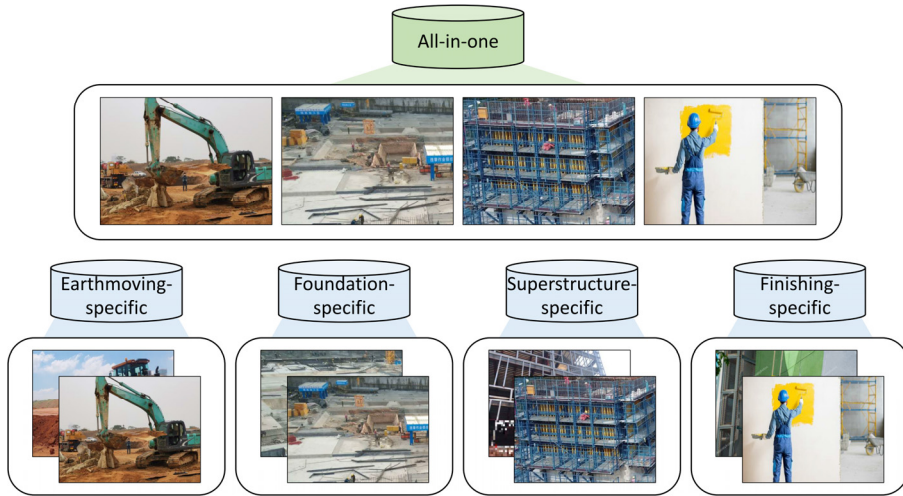 All-in-one
Earthmoving-
specific
Foundation-
specific
Superstructure-
specific
Finishing-
specific